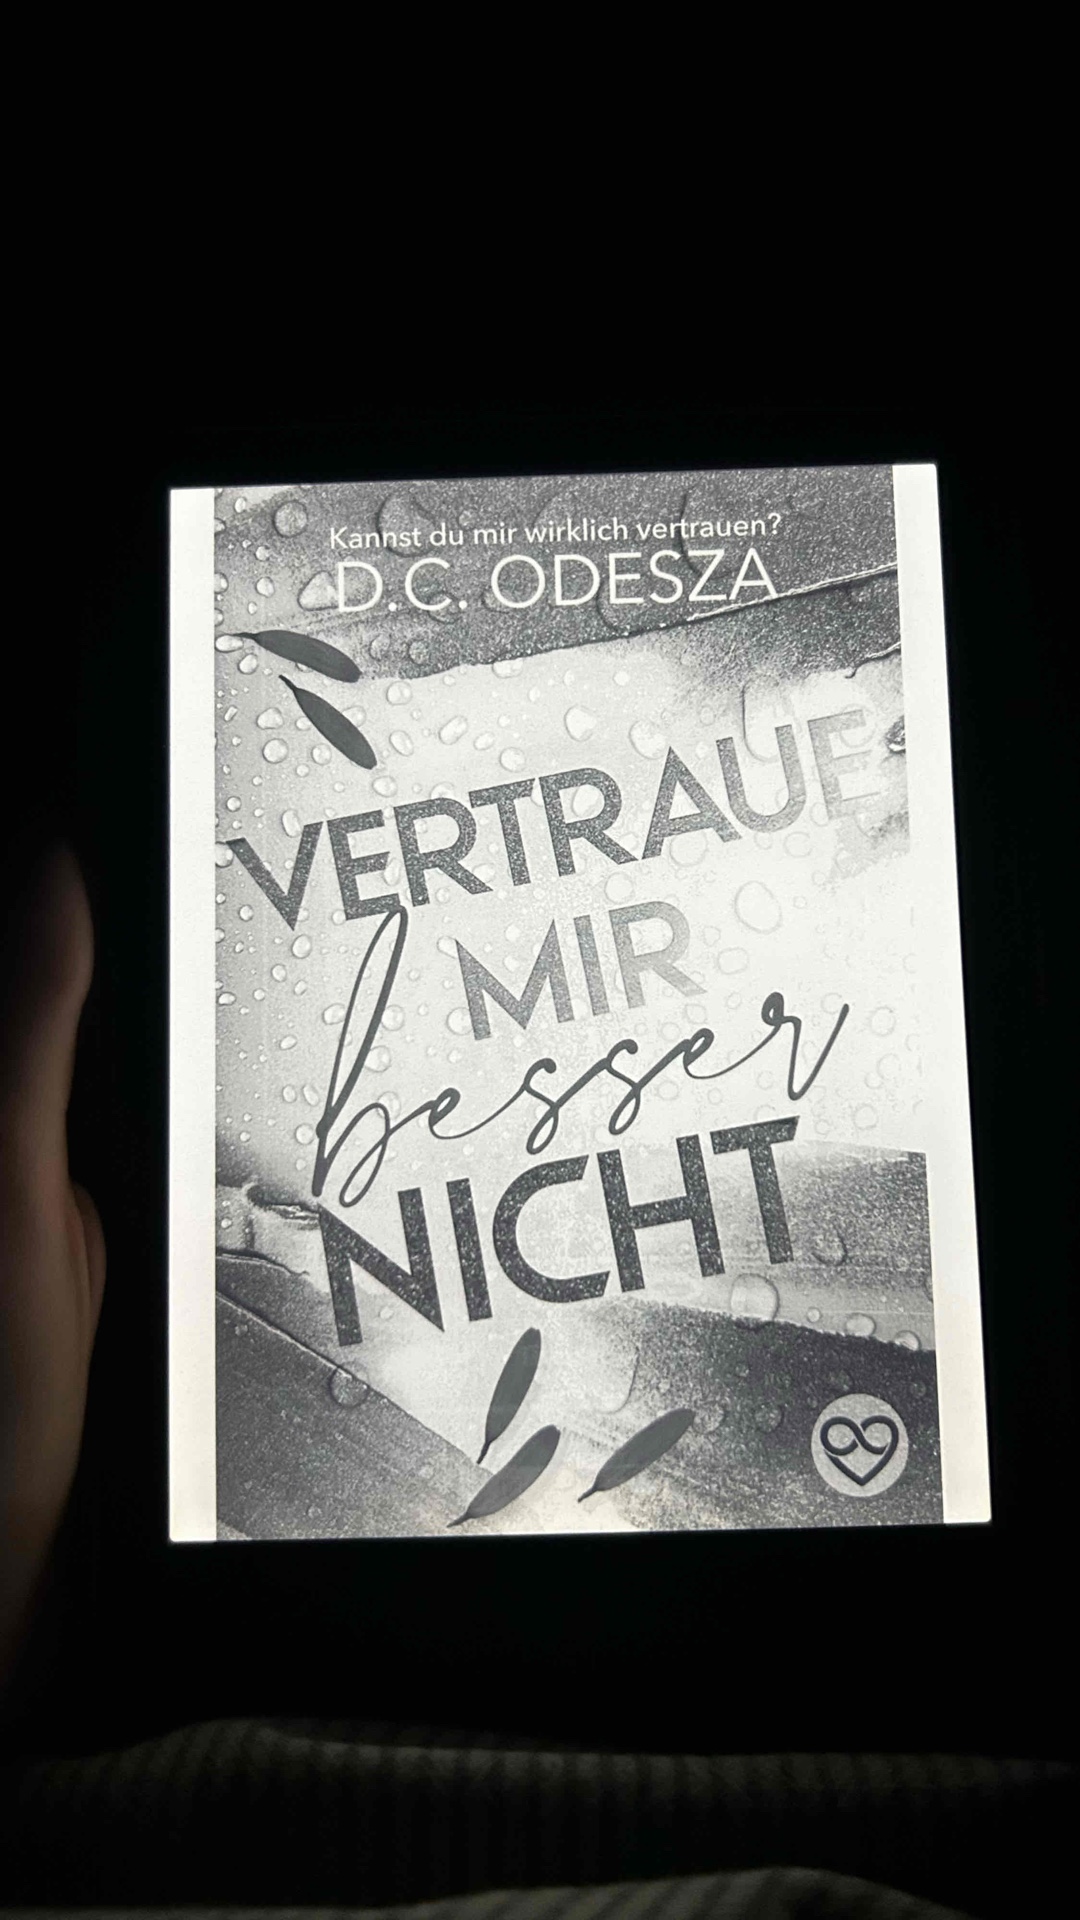 Kannst du mir wirklich vertrauen?
D.C. ODESZA
VERTRAUE
MIR
besser
NICHT